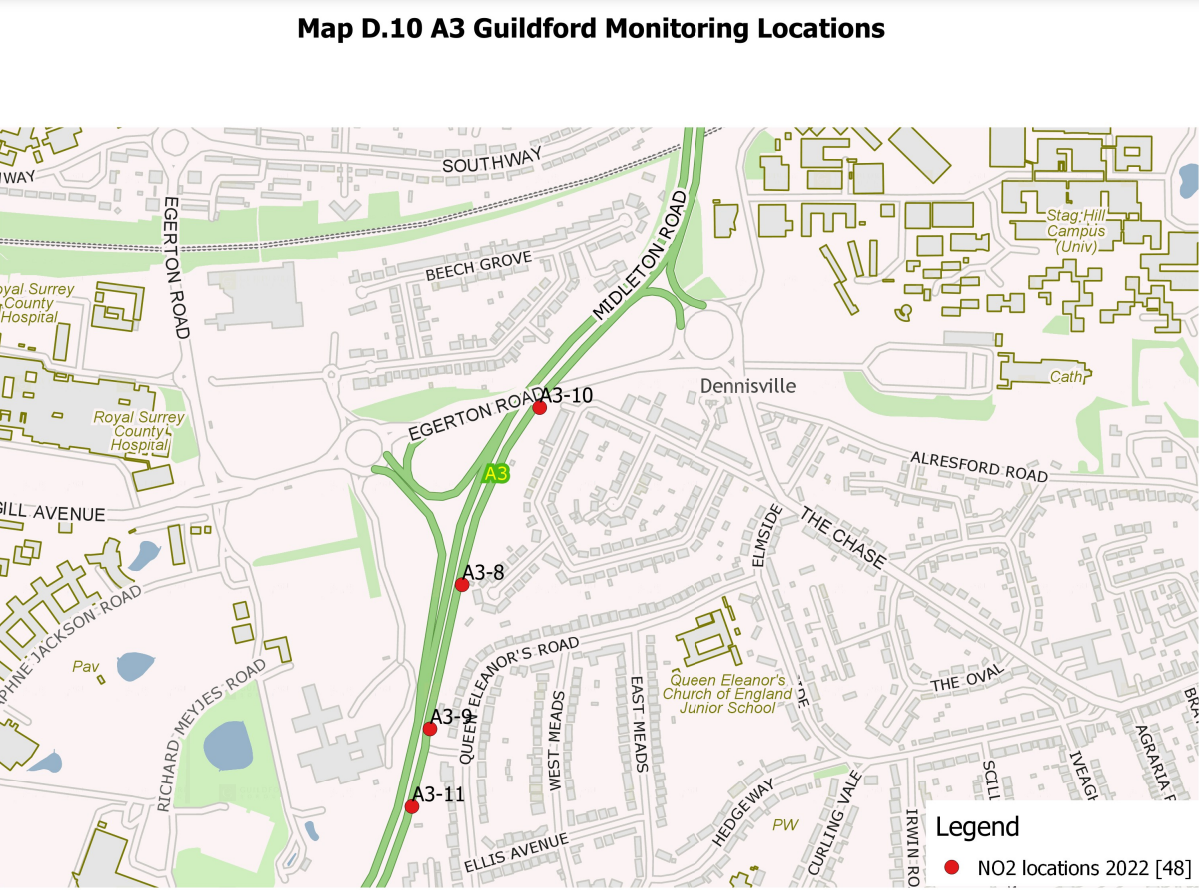 Map D.10 A3 Guildford Monitoring Locations
SOUTHWAY
WAY
EGERTON ROAD
MIDLETON ROAD
Stag Hill
Campus
(Univ)
BEECH GROVE
oyal Surrey
County
Hospital
Dennisville
Cath
A3-10
EGERTON ROAD
Royal Surrey
County
Hospital
A3
ALRESFORD ROAD
GILL AVENUE
ELMSIDE
THE CHASE
A3-8
PHNE JACKSON ROAD
Pav
RICHARD MEYJES ROAD
QUEEN ELEANOR'S ROAD
Queen Eleanor's
Church of England
Junior School
THE OVAL
A3-9
WEST MEADS
EAST MEADS
DE
BRA
AGRARIA R
IVEAGH
SCILL
A3-11
HEDGEWAY
PW
CURLING VALE
IRWIN RO
ELLIS AVENUE
Legend
NO2 locations 2022 [48]